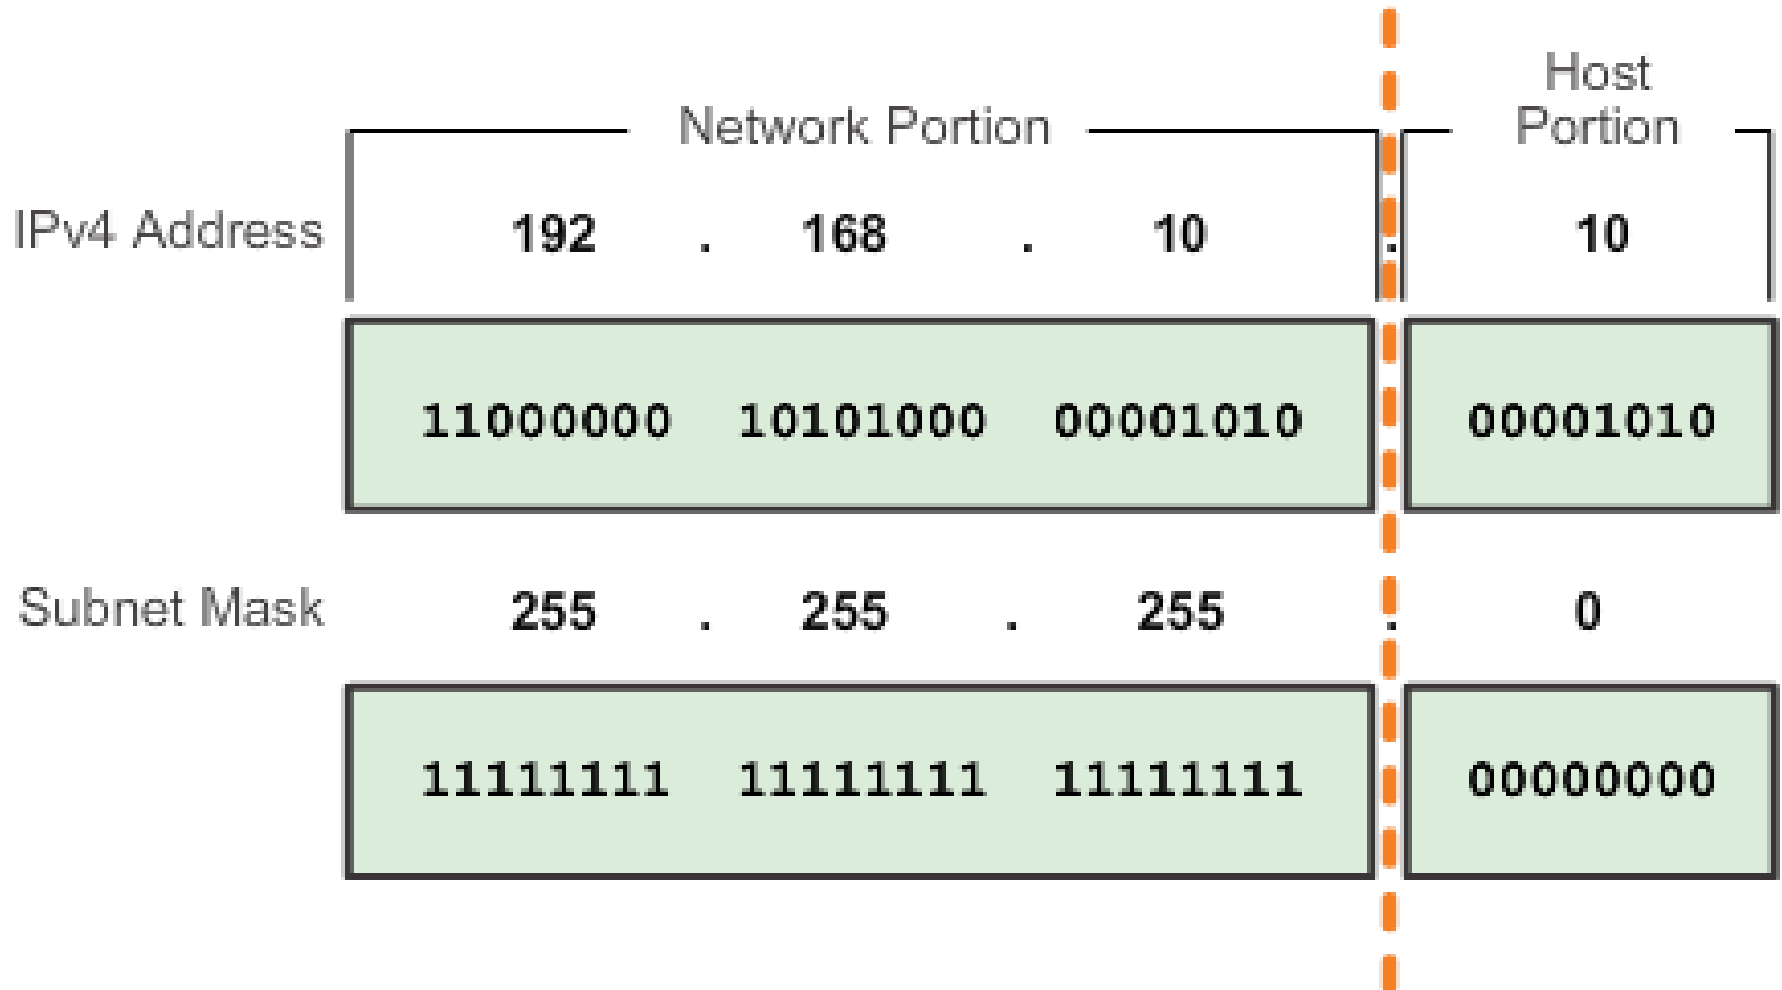 Host
Network Portion Portion
IPv4 Address 192 . 168 . 10 . 10
11000000 10101000 00001010 00001010
Subnet Mask 255 . 255 . 255 . 0
11111111 11111111 11111111 00000000